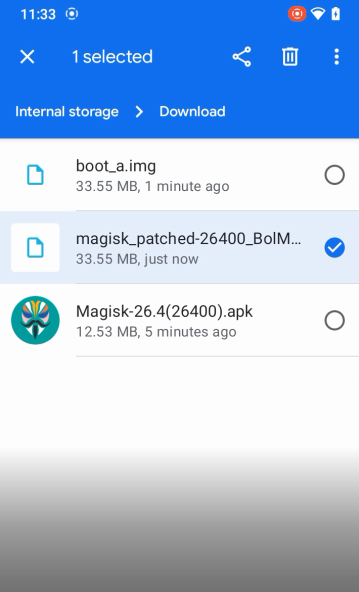 11:33
1 selected
Internal storage > Download
boot_a.img
33.55 MB, 1 minute ago
magisk_patched-26400_BolM...
33.55 MB, just now
Magisk-26.4(26400).apk
12.53 MB, 5 minutes ago